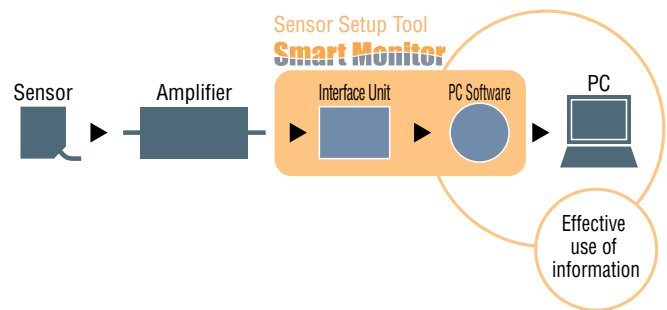 Sensor Setup Tool
Smart Monitor
Sensor
Amplifier
Interface Unit
PC Software
PC
Effective
use of
information